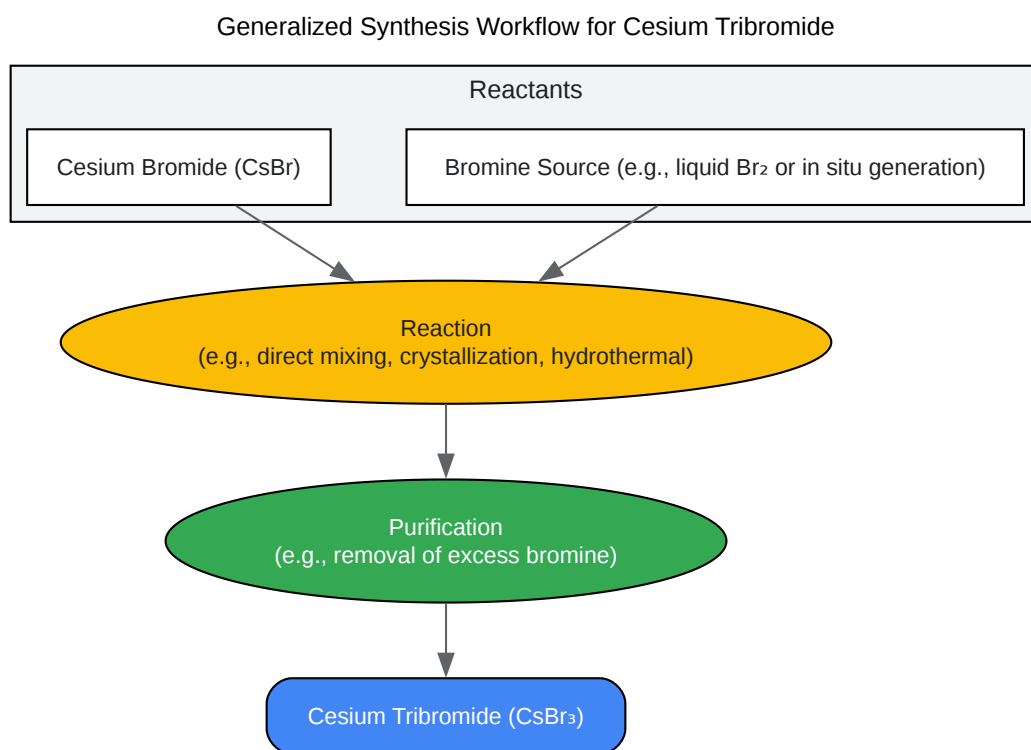 Generalized Synthesis Workflow for Cesium Tribromide
Reactants
Cesium Bromide (CsBr)
Bromine Source (e.g., liquid Br₂ or in situ generation)
Reaction
(e.g., direct mixing, crystallization, hydrothermal)
Purification
(e.g., removal of excess bromine)
Cesium Tribromide (CsBr₃)